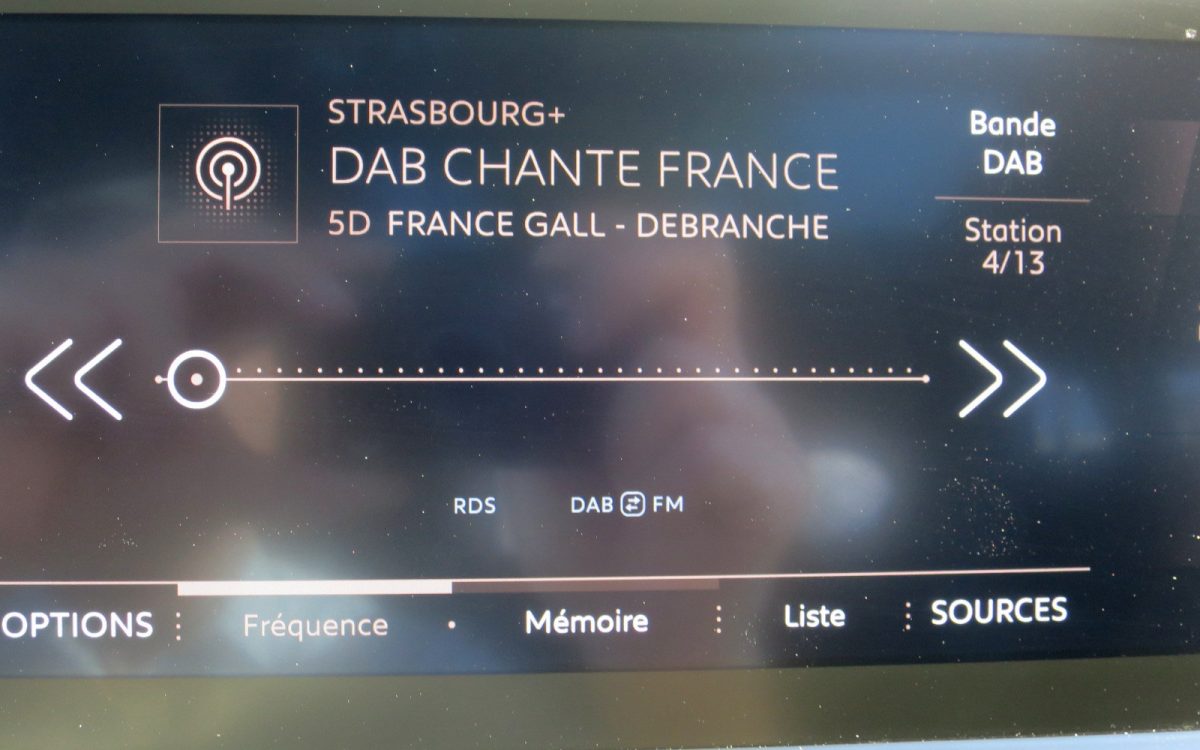 STRASBOURG+
DAB CHANTE FRANCE
5D FRANCE GALL - DEBRANCHE
Bande
DAB
Station
4/13
RDS DAB FM
OPTIONS Fréquence Mémoire Liste SOURCES